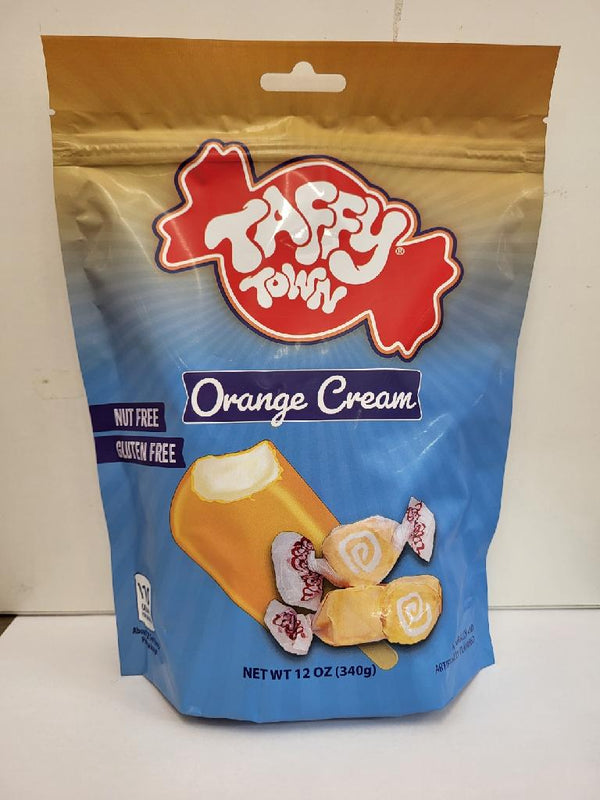 TAFFY
TOWN®
Orange Cream
NUT FREE
GLUTEN FREE
NET WT 12 OZ (340g)